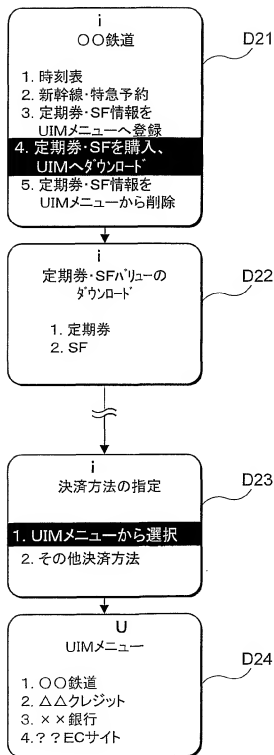 i
〇〇鉄道
D21
1. 時刻表
2. 新幹線・特急予約
3. 定期券・SF情報を
UIMメニューへ登録
4. 定期券・SFを購入、
UIMへダウンロード
5. 定期券・SF情報を
UIMメニューから削除
i
定期券・SFバリューの
ダウンロード
D22
1. 定期券
2. SF
i
決済方法の指定
D23
1. UIMメニューから選択
2. その他決済方法
U
UIMメニュー
D24
1. 〇〇鉄道
2. △△クレジット
3. ××銀行
4. ??ECサイト